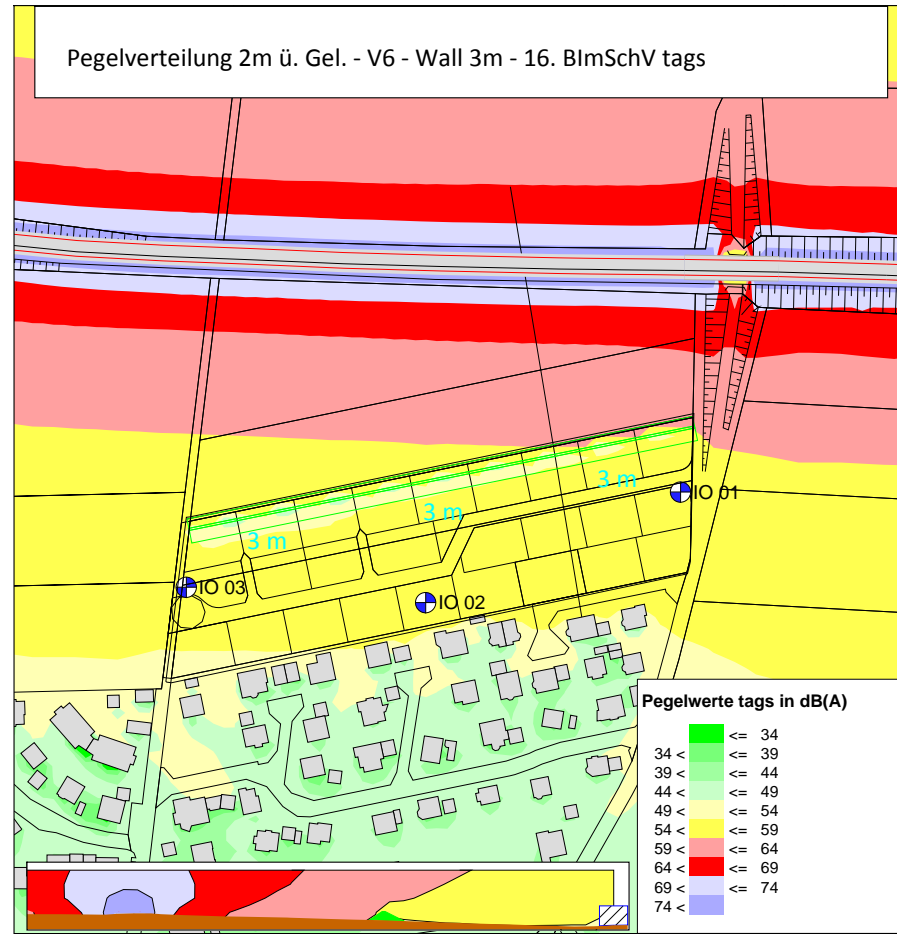 Pegelverteilung 2m ü. Gel. - V6 - Wall 3m - 16. BImSchV tags
3 m
IO 01
3 m
3 m
IO 03
IO 02
Pegelwerte tags in dB(A)
<= 34
34 < <= 39
39 < <= 44
44 < <= 49
49 < <= 54
54 < <= 59
59 < <= 64
64 < <= 69
69 < <= 74
74 <